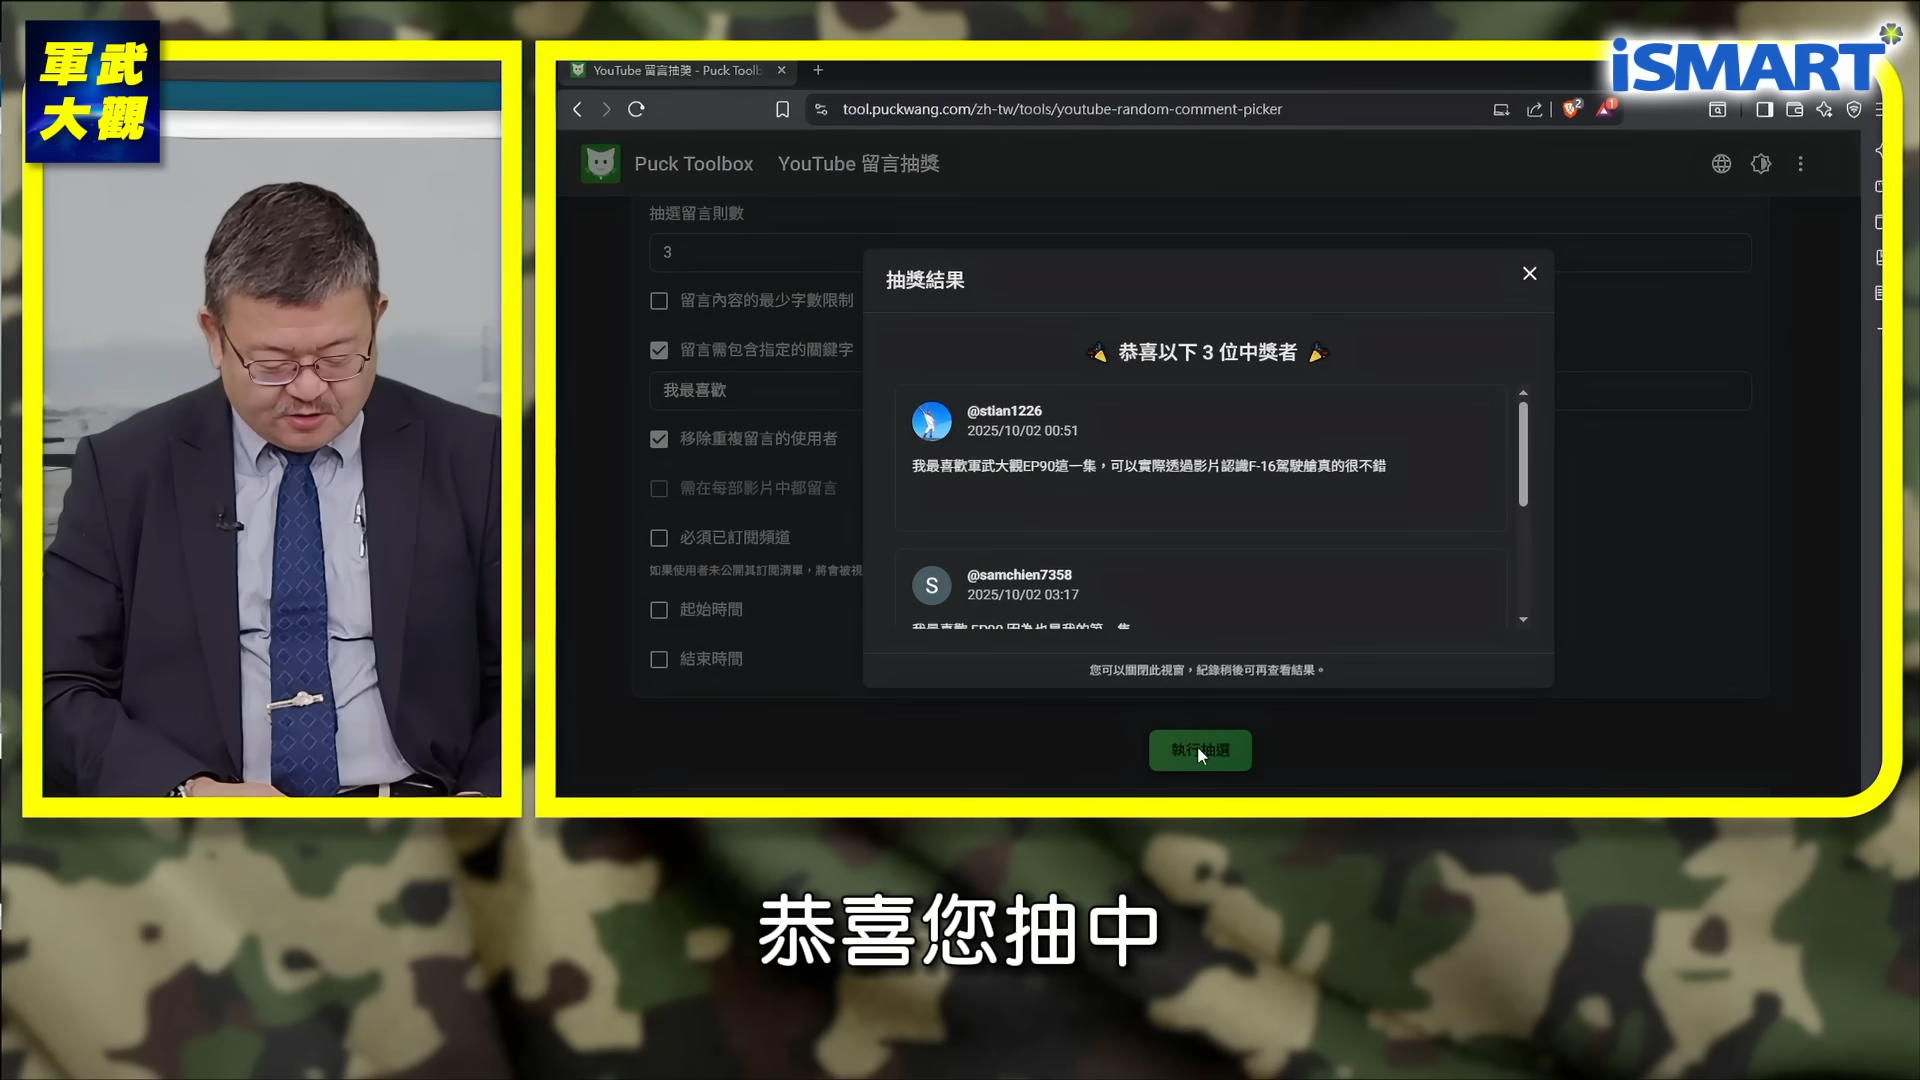 軍武
大觀
iSMART
YouTube 留言抽獎 - Puck Toolb
tool.puckwang.com/zh-tw/tools/youtube-random-comment-picker
2
1
Puck Toolbox
YouTube 留言抽獎
抽選留言則數
3
留言內容的最少字數限制
留言需包含指定的關鍵字
我最喜歡
移除重複留言的使用者
需在每部影片中都留言
必須已訂閱頻道
如果使用者未公開其訂閱清單，將會被視
起始時間
結束時間
抽獎結果
恭喜以下 3 位中獎者
@stian1226
2025/10/02 00:51
我最喜歡軍武大觀EP90這一集，可以實際透過影片認識F-16駕駛艙真的很不錯
S
@samchien7358
2025/10/02 03:17
您可以關閉此視窗，紀錄稍後可再查看結果。
執行抽選
恭喜您抽中